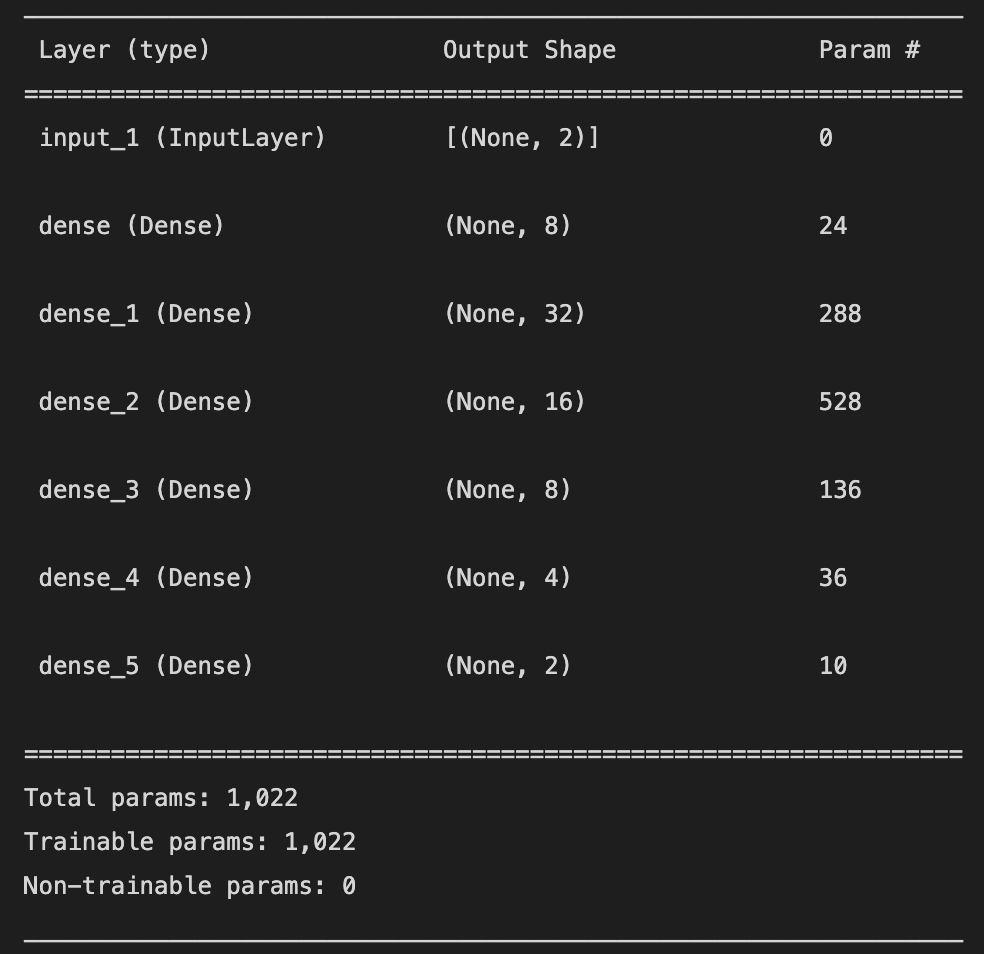 Layer (type) Output Shape Param #
=================================================================
input_1 (InputLayer) [(None, 2)] 0
dense (Dense) (None, 8) 24
dense_1 (Dense) (None, 32) 288
dense_2 (Dense) (None, 16) 528
dense_3 (Dense) (None, 8) 136
dense_4 (Dense) (None, 4) 36
dense_5 (Dense) (None, 2) 10
=================================================================
Total params: 1,022
Trainable params: 1,022
Non-trainable params: 0